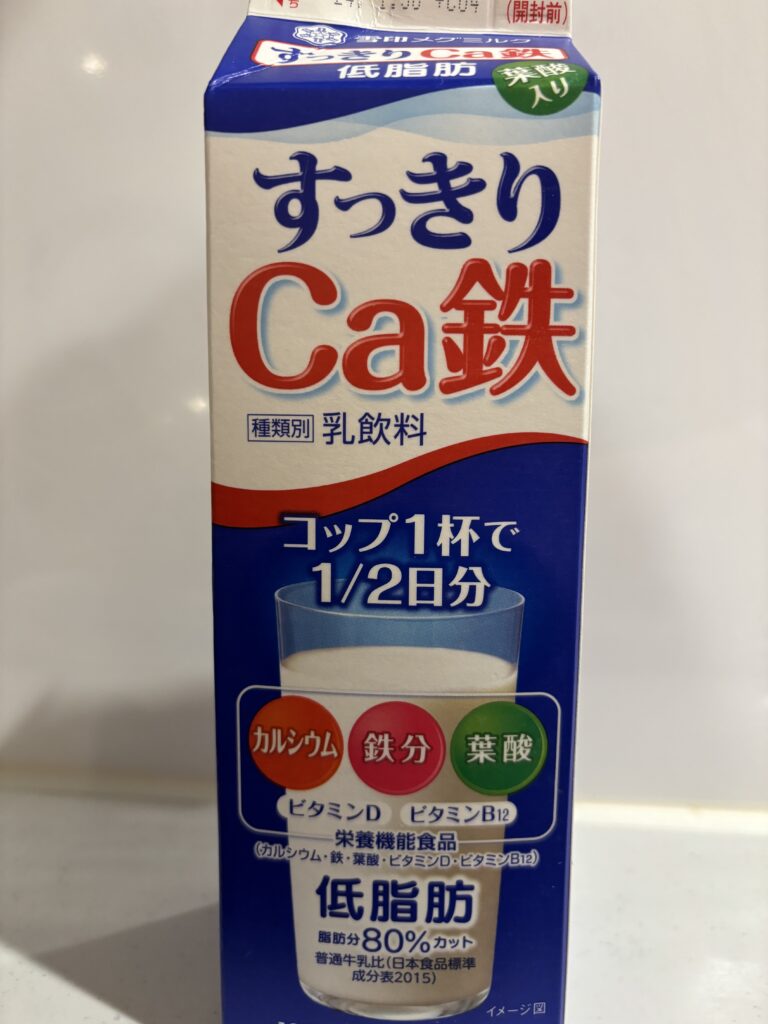 (開封前)
雪印メグミルク
すっきりCa鉄
低脂肪
葉酸
入り
すっきり
Ca鉄
種類別 乳飲料
コップ1杯で
1/2日分
カルシウム 鉄分 葉酸
ビタミンD ビタミンB12
栄養機能食品
(カルシウム・鉄・葉酸・ビタミンD・ビタミンB12)
低脂肪
脂肪分80%カット
普通牛乳比(日本食品標準
成分表2015)
イメージ図